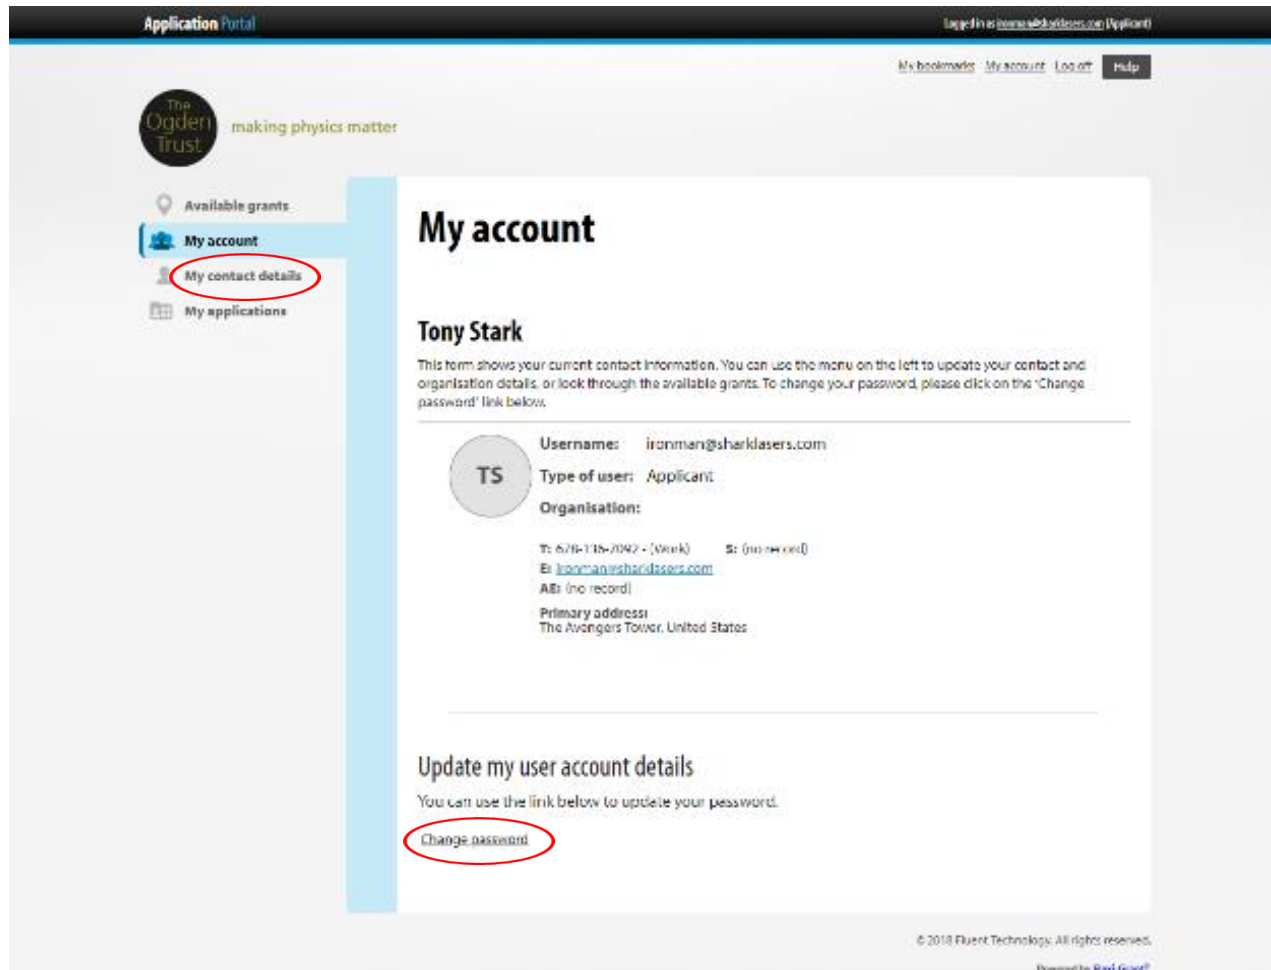 Application Portal
Logged in as ironman@sharklasers.com (Applicant)
My bookmarks My account Log off Help
The
Ogden
Trust
making physics matter
Available grants
My account
My contact details
My applications
My account
Tony Stark
This form shows your current contact information. You can use the menu on the left to update your contact and
organisation details, or look through the available grants. To change your password, please click on the 'Change
password' link below.
TS
Username: ironman@sharklasers.com
Type of user: Applicant
Organisation:
T: (Work) S: (no record)
E: ironman@sharklasers.com
AE: (no record)
Primary address:
The Avengers Tower, United States
Update my user account details
You can use the link below to update your password.
Change password
© 2018 Fluent Technology. All rights reserved.
Powered by